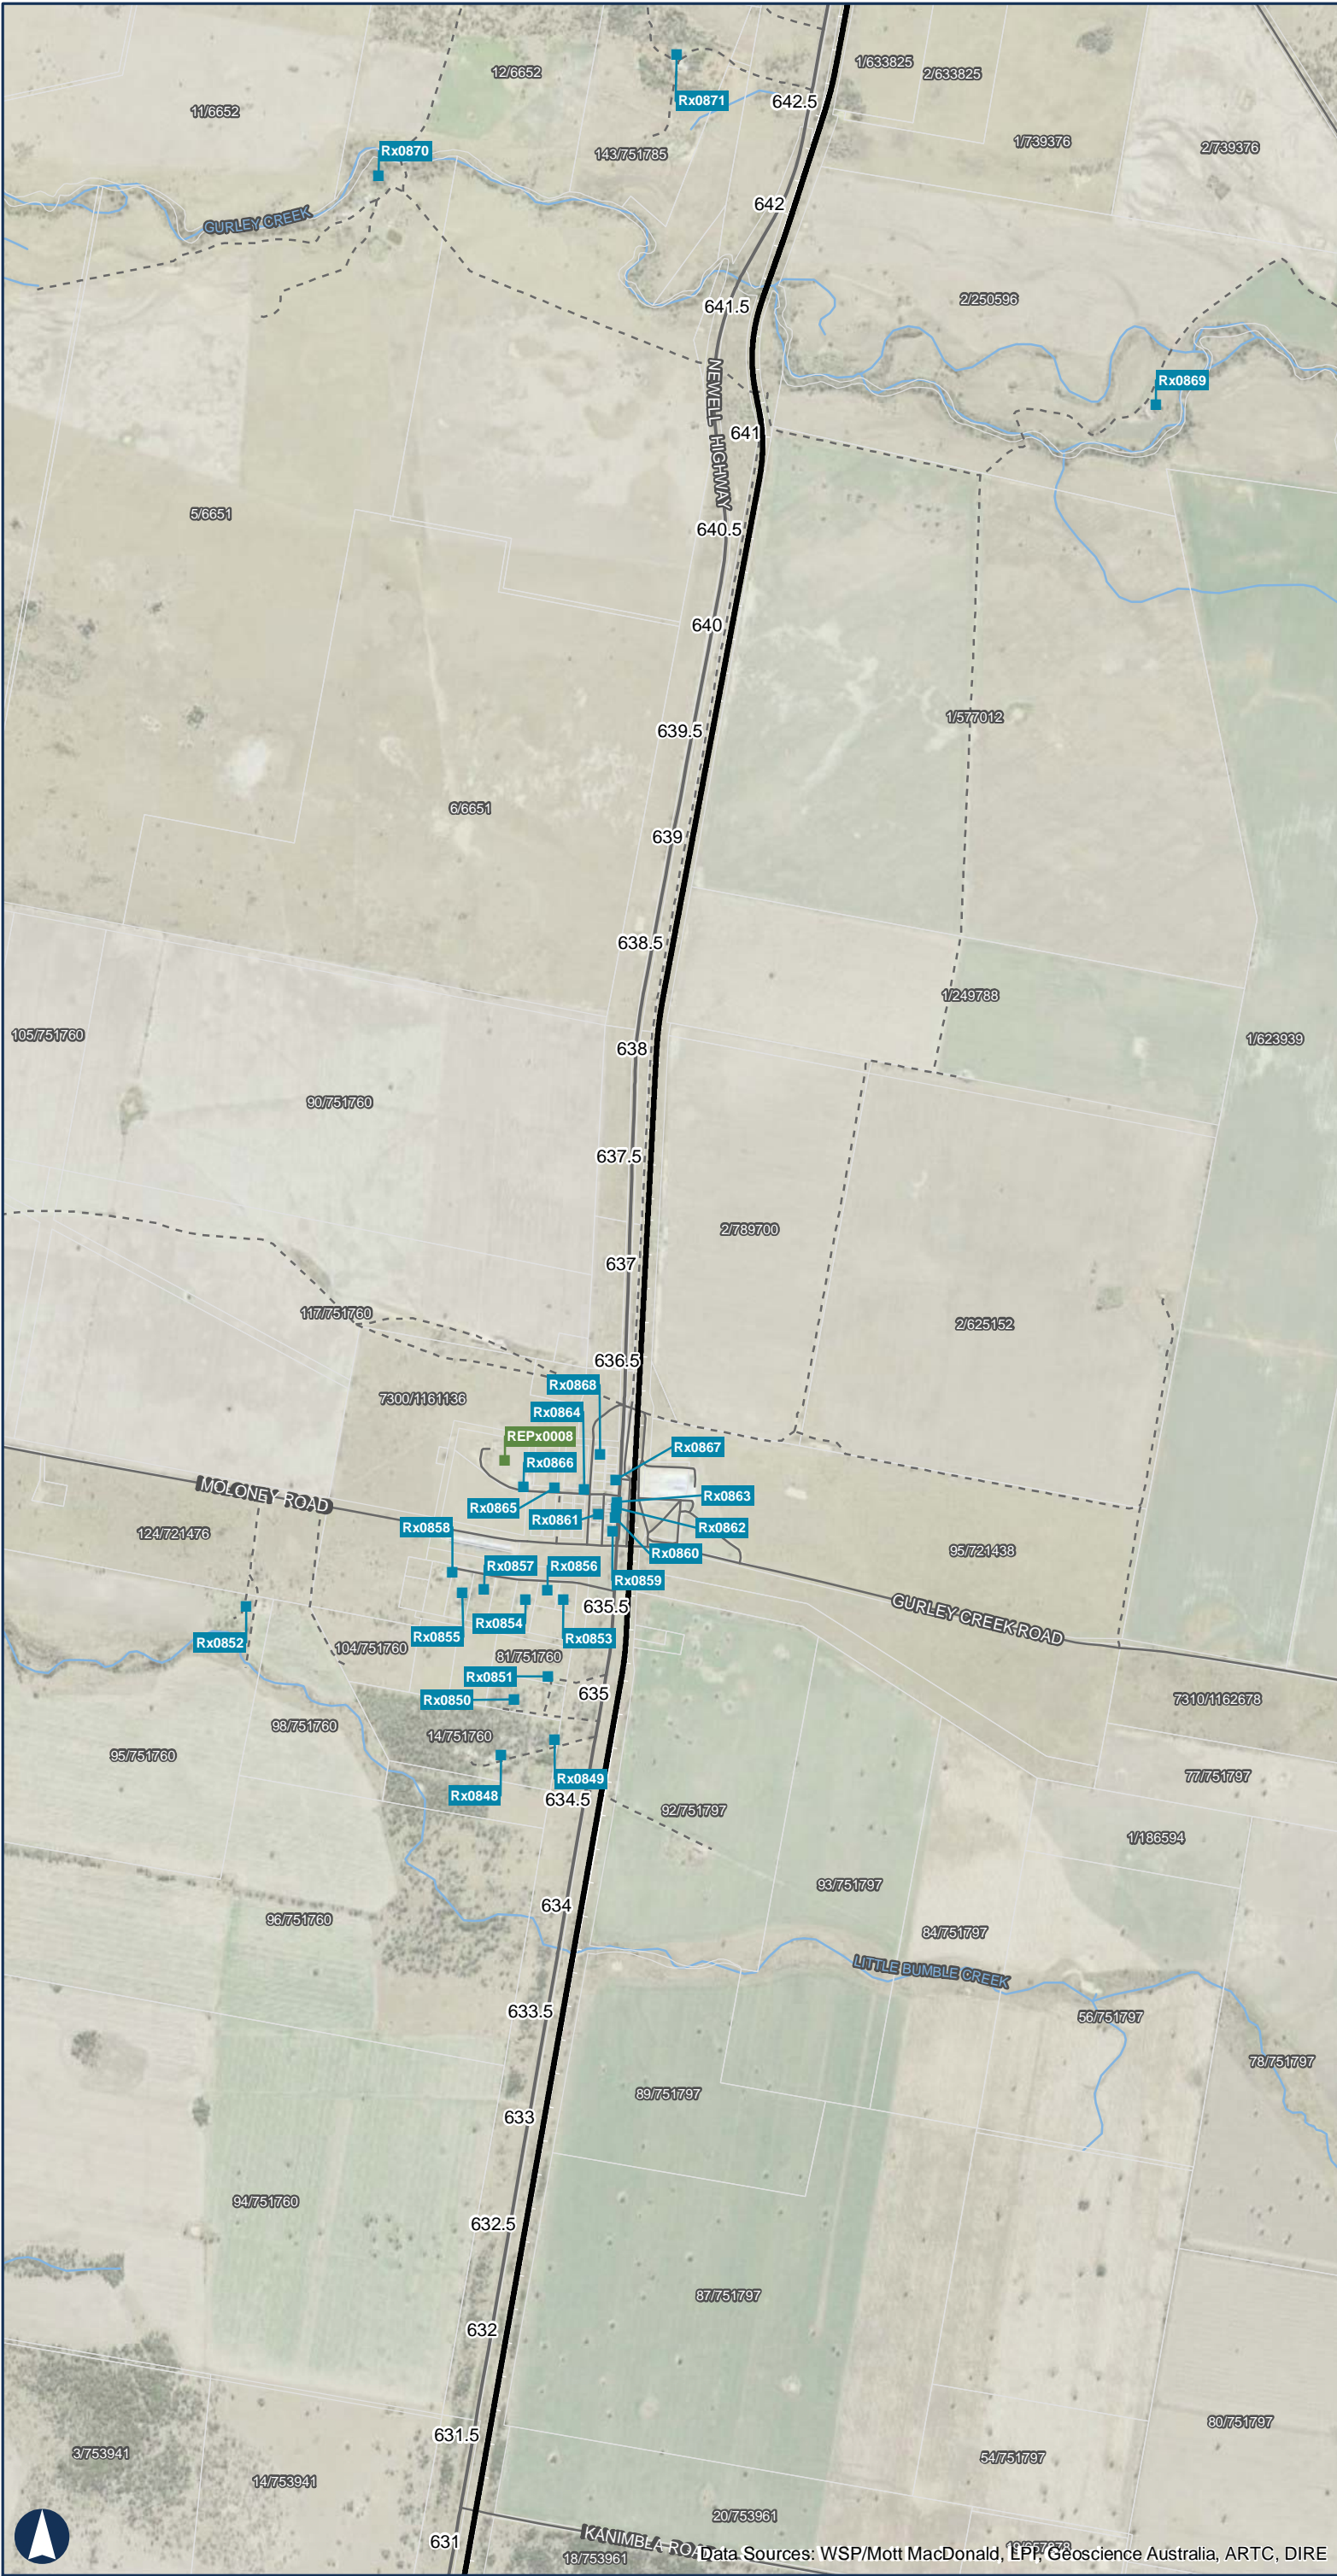 12/6652
1/633825
2/633825
11/6652
Rx0871
642.5
1/739376
2/739376
Rx0870
143/751785
642
GURLEY CREEK
641.5
2/250596
NEWELL HIGHWAY
Rx0869
641
5/6651
640.5
640
1/577012
639.5
6/6651
639
638.5
1/249788
105/751760
638
1/623939
90/751760
637.5
2/789700
637
117/751760
2/625152
636.5
Rx0868
7300/1161136
Rx0864
REPx0008
Rx0867
Rx0866
MOLONEY ROAD
Rx0865
Rx0863
Rx0861
Rx0858
Rx0862
124/721476
Rx0860
95/721438
Rx0857
Rx0856
Rx0859
635.5
GURLEY CREEK ROAD
Rx0854
Rx0855
Rx0853
Rx0852
104/751760
81/751760
Rx0851
635
Rx0850
7310/1162678
98/751760
14/751760
95/751760
77/751797
Rx0849
Rx0848
634.5
92/751797
1/186594
93/751797
634
96/751760
84/751797
LITTLE BUMBLE CREEK
633.5
56/751797
78/751797
89/751797
633
94/751760
632.5
87/751797
632
80/751797
631.5
3/753941
54/751797
14/753941
20/753961
631
KANIMBLA ROAD
18/753961
Data Sources: WSP/Mott MacDonald, LPI, Geoscience Australia, ARTC, DIRE